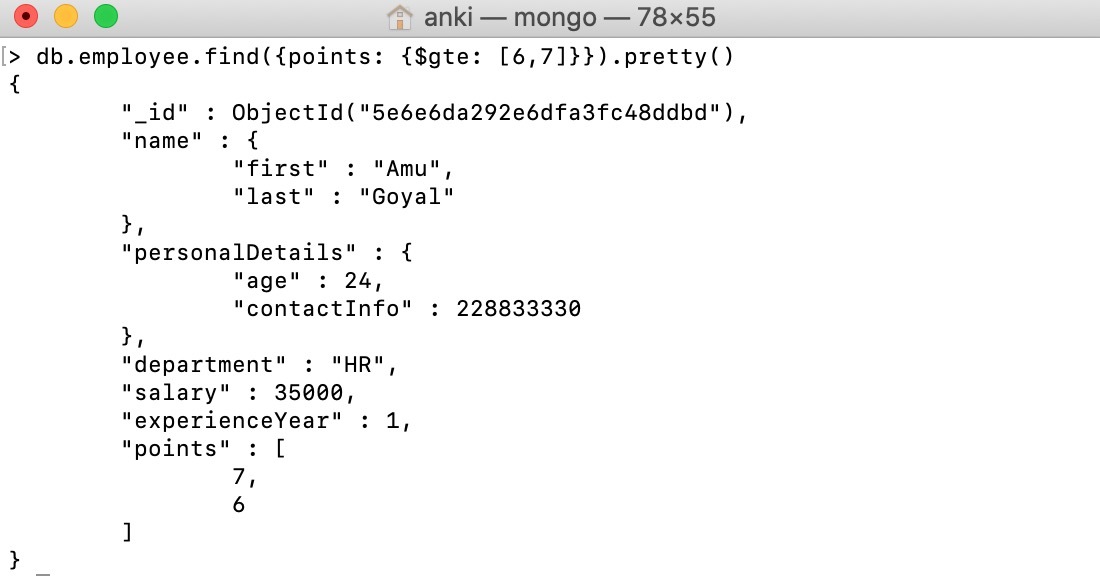 anki — mongo — 78×55
[> db.employee.find({points: {$gte: [6,7]}}).pretty()
{
        "_id" : ObjectId("5e6e6da292e6dfa3fc48ddbd"),
        "name" : {
                "first" : "Amu",
                "last" : "Goyal"
        },
        "personalDetails" : {
                "age" : 24,
                "contactInfo" : 228833330
        },
        "department" : "HR",
        "salary" : 35000,
        "experienceYear" : 1,
        "points" : [
                7,
                6
        ]
}